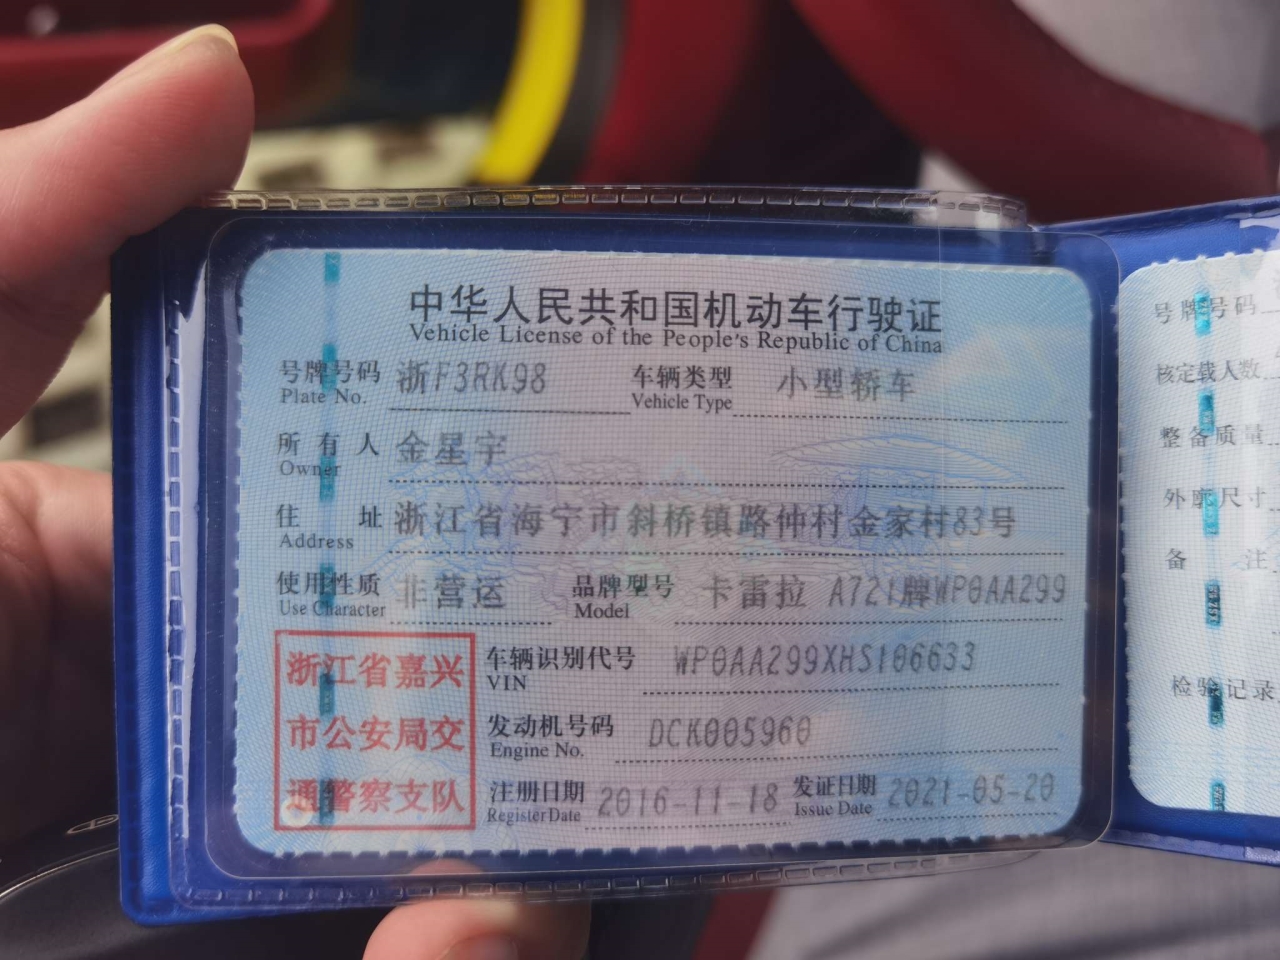 中华人民共和国机动车行驶证
Vehicle License of the People's Republic of China
号牌号码 浙F3RK98 车辆类型 小型轿车
Plate No. Vehicle Type
所有人 金星宇
Owner
住址 浙江省海宁市斜桥镇路仲村金家村83号
Address
使用性质 非营运 品牌型号 卡雷拉 A721牌WP0AA299
Use Character Model
浙江省嘉兴
市公安局交
通警察支队
车辆识别代号 WP0AA299XHS106633
VIN
发动机号码 DCK005960
Engine No.
注册日期 2016-11-18 发证日期 2021-05-20
Register Date Issue Date
号牌号码
核定载人数
整备质量
外廓尺寸
备注
检验记录